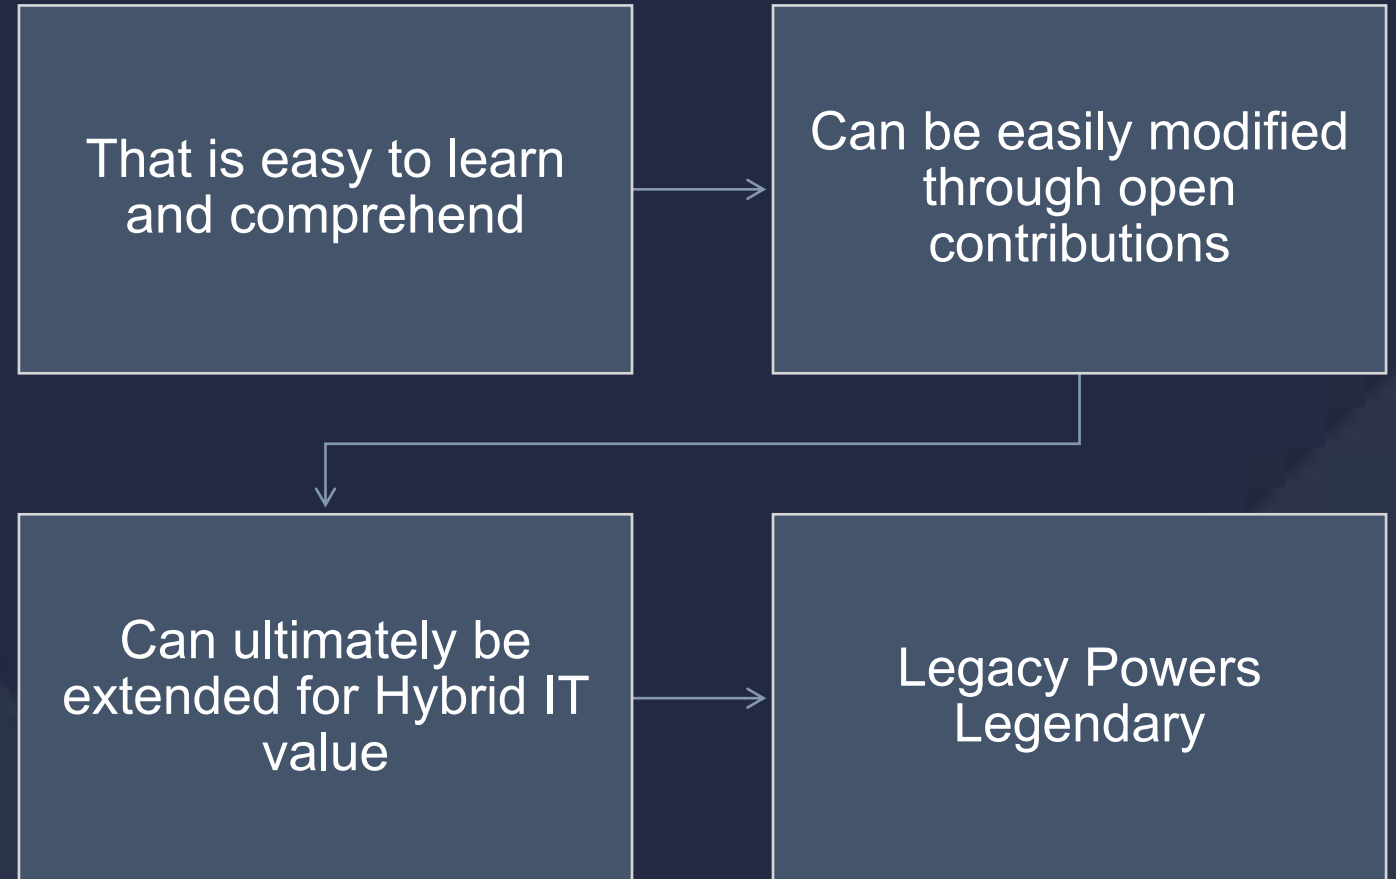 That is easy to learn
and comprehend
Can be easily modified
through open
contributions
Can ultimately be
extended for Hybrid IT
value
Legacy Powers
Legendary